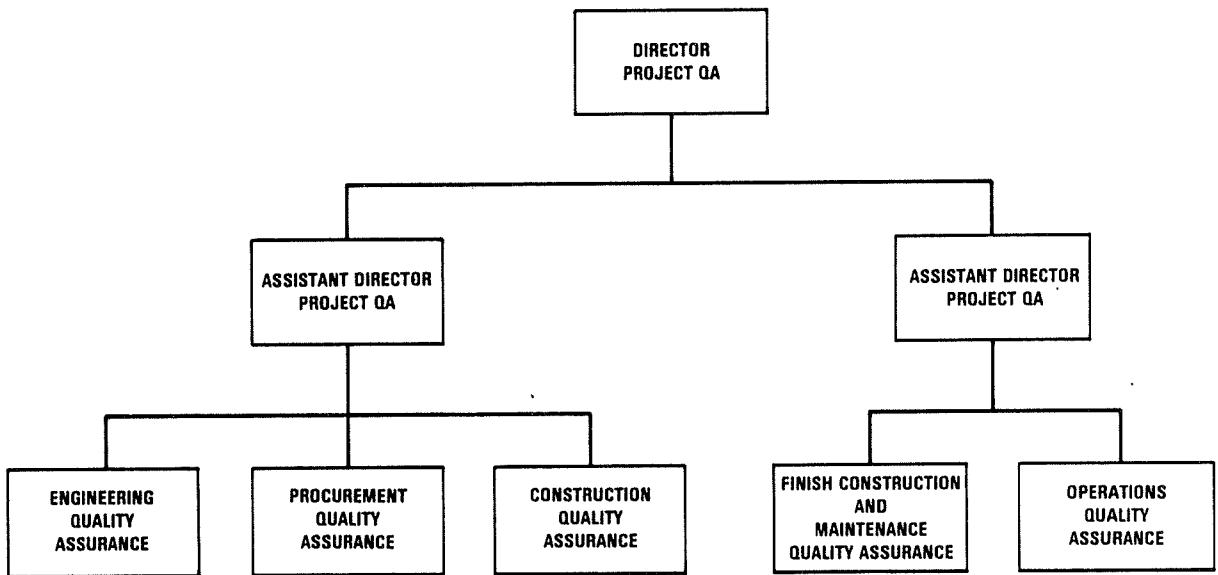 DIRECTOR
PROJECT QA
ASSISTANT DIRECTOR
PROJECT QA
ASSISTANT DIRECTOR
PROJECT QA
ENGINEERING
QUALITY
ASSURANCE
PROCUREMENT
QUALITY
ASSURANCE
CONSTRUCTION
QUALITY
ASSURANCE
FINISH CONSTRUCTION
AND
MAINTENANCE
QUALITY ASSURANCE
OPERATIONS
QUALITY
ASSURANCE